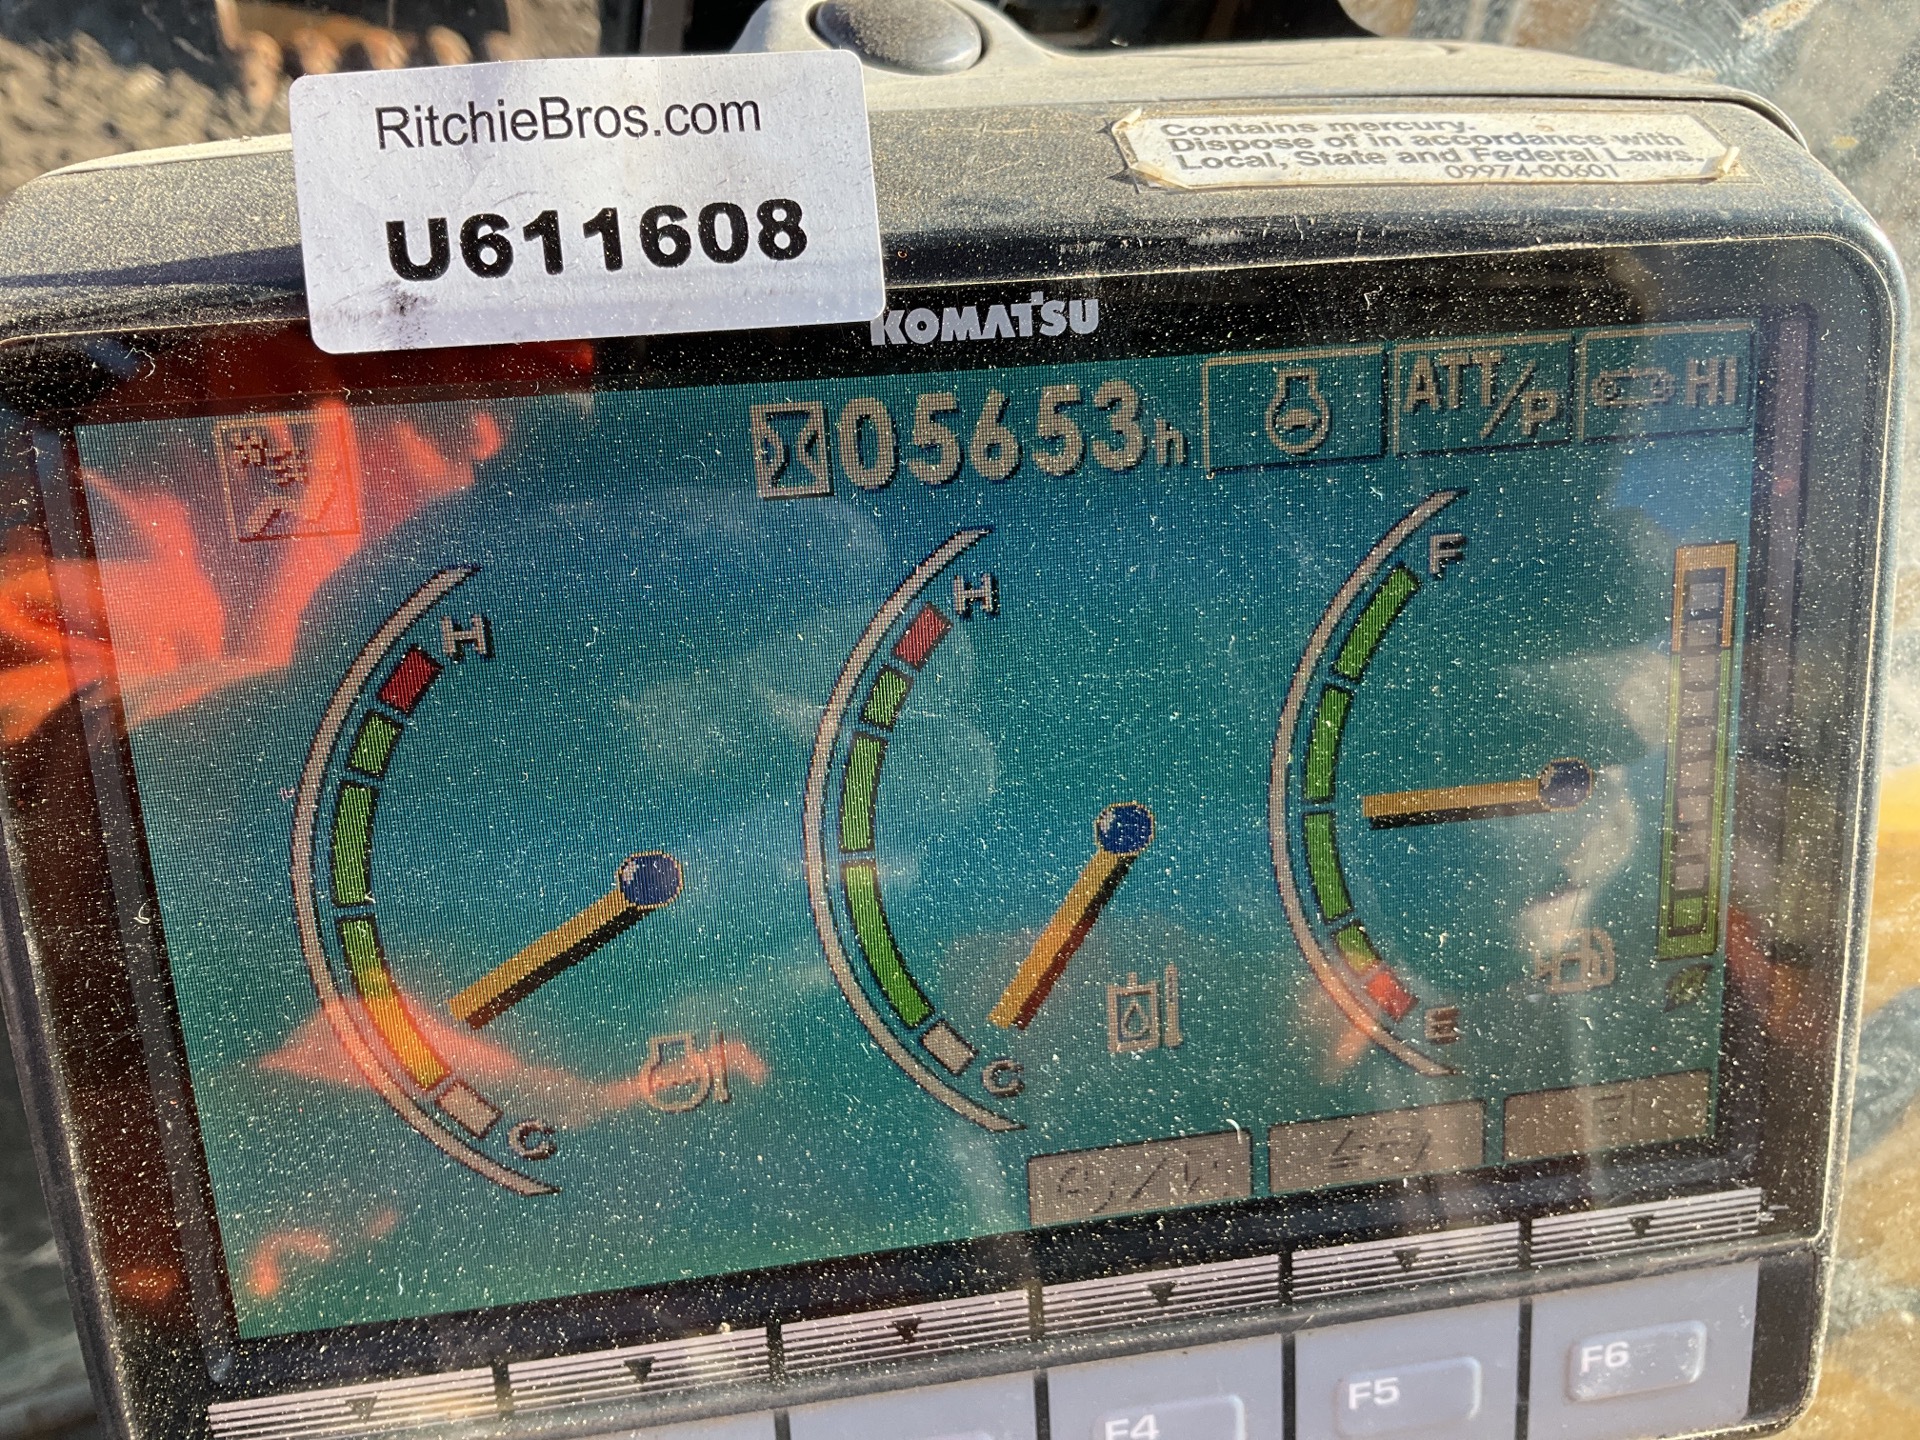 RitchieBros.com
U611608
Contains mercury.
Dispose of in accordance with
Local, State and Federal Laws.
09974-00601
KOMATSU
05653h
ATT/P
HI
H
H
F
C
C
E
F4
F5
F6